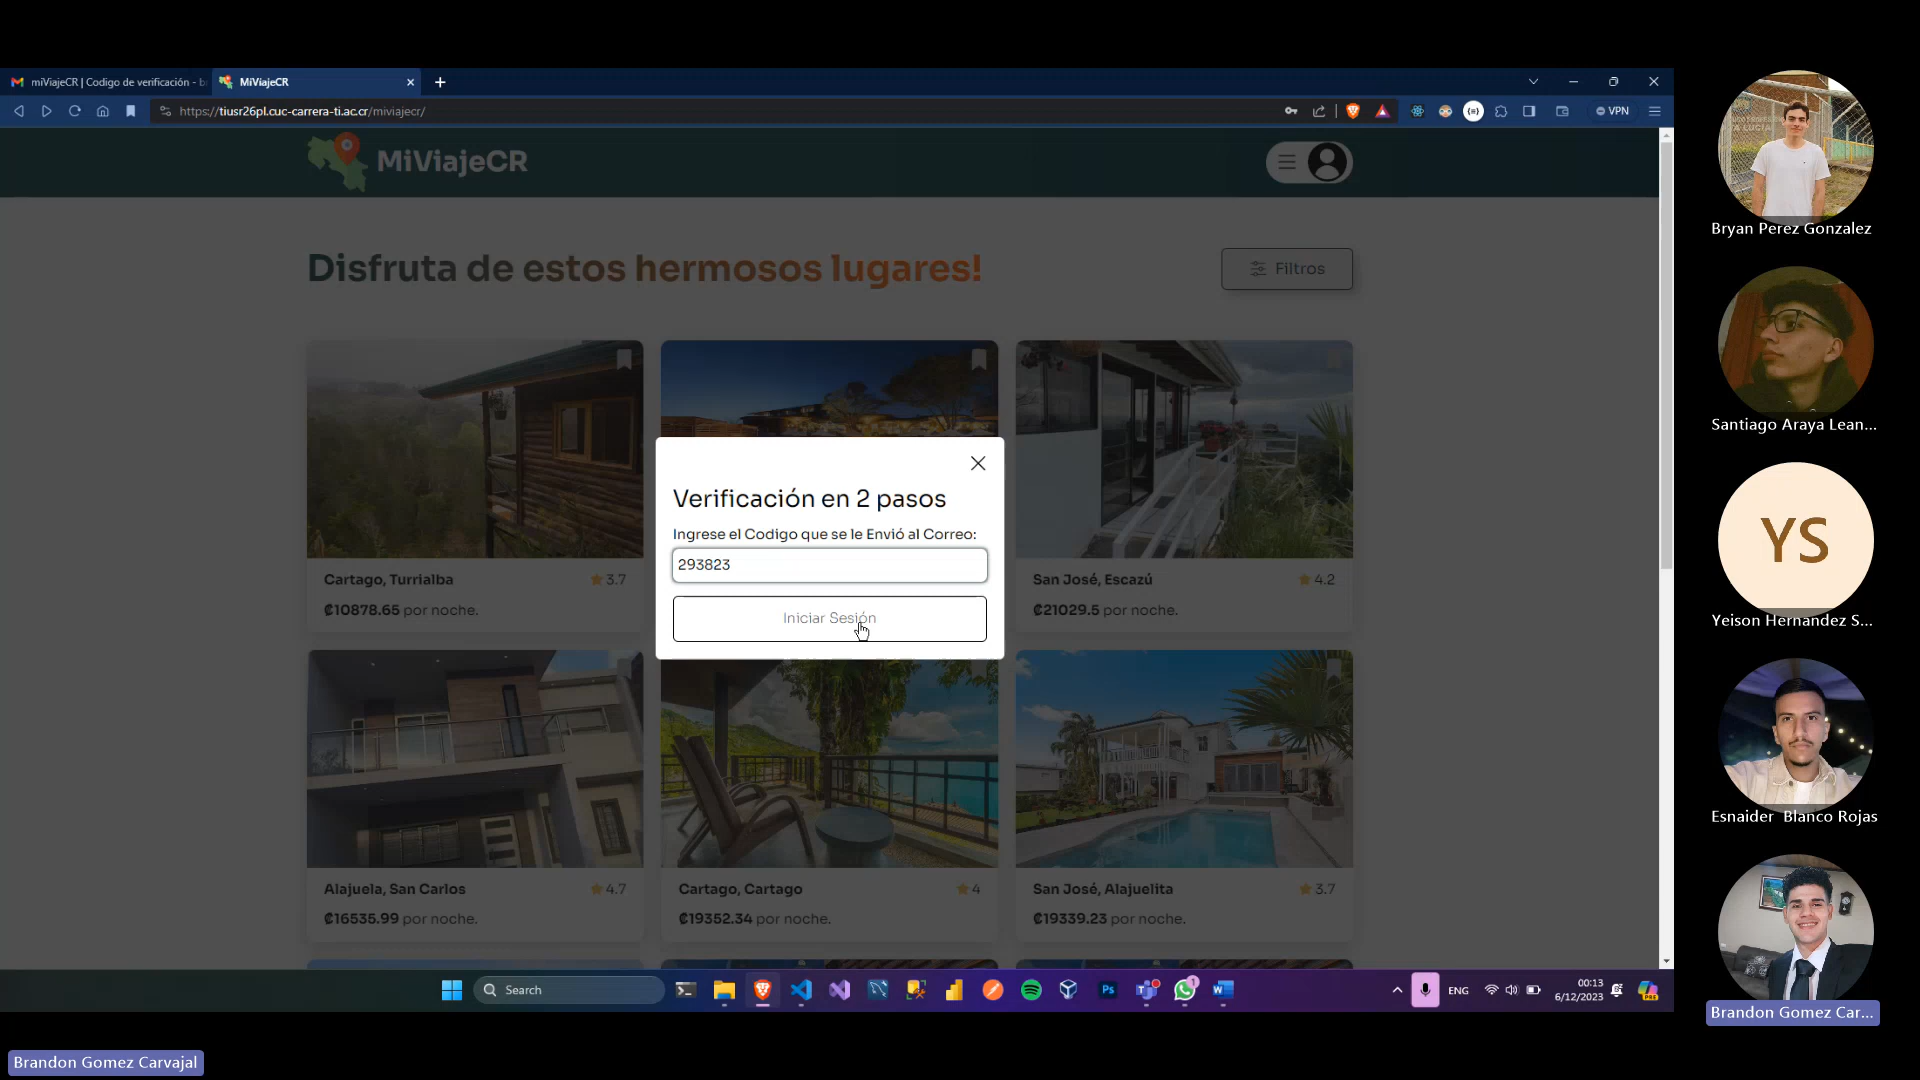 miViajeCR | Codigo de verificación - b
MiViajeCR
https://tiusr26pl.cuc-carrera-ti.ac.cr/miviajecr/
VPN
MiViajeCR
Disfruta de estos hermosos lugares!
Filtros
Verificación en 2 pasos
Ingrese el Codigo que se le Envió al Correo:
293823
Iniciar Sesión
Cartago, Turrialba
3.7
₡10878.65 por noche.
San José, Escazú
4.2
₡21029.5 por noche.
Alajuela, San Carlos
4.7
₡16535.99 por noche.
Cartago, Cartago
4
₡19352.34 por noche.
San José, Alajuelita
3.7
₡19339.23 por noche.
Search
Ps
1
ENG
00:13
6/12/2023
PRE
Bryan Perez Gonzalez
Santiago Araya Lean...
YS
Yeison Hernandez S...
Esnaider Blanco Rojas
Brandon Gomez Car...
Brandon Gomez Carvajal